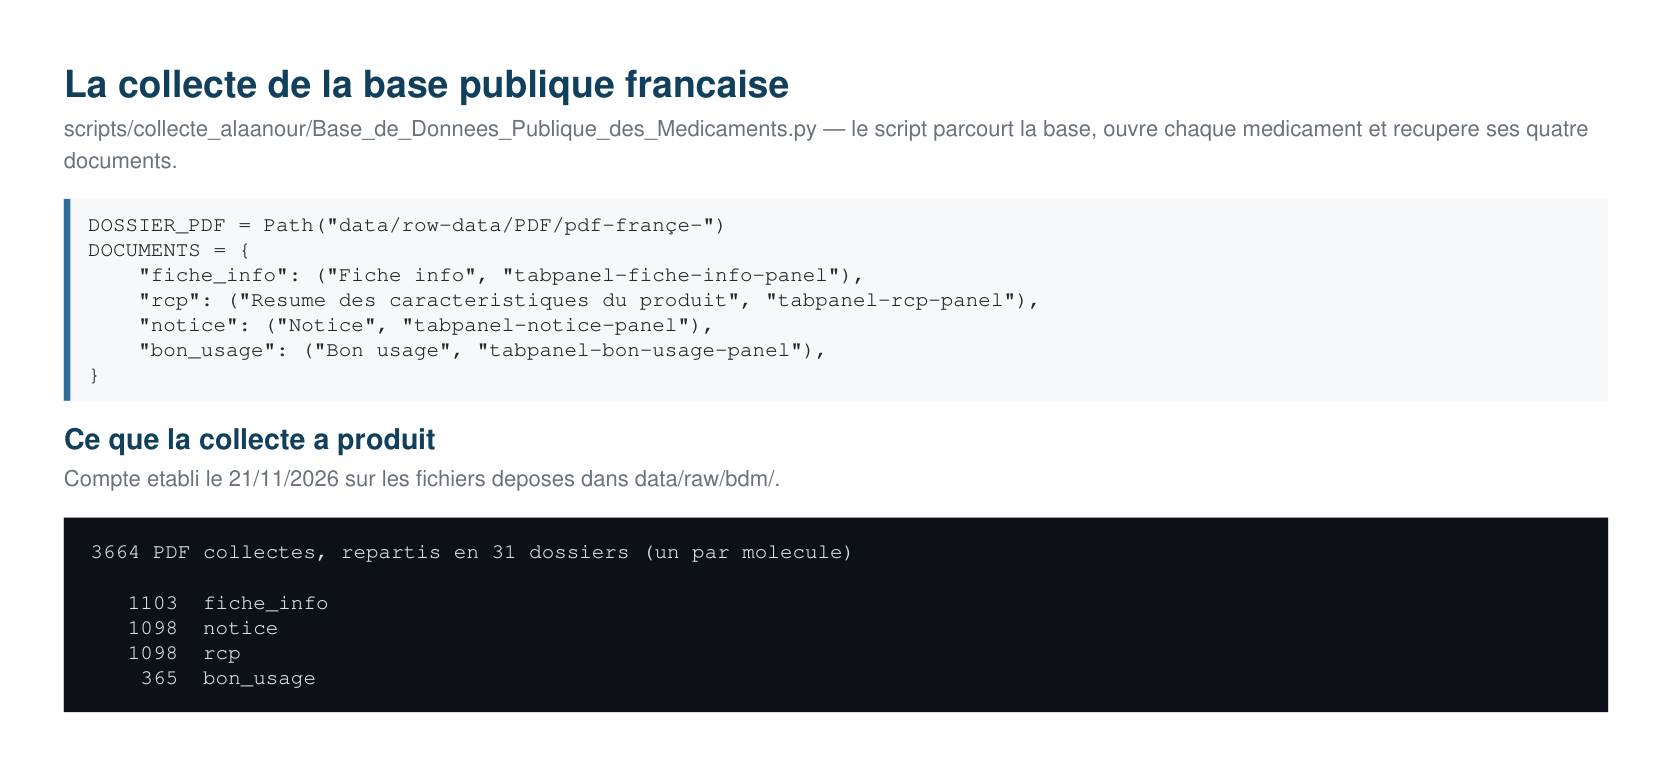 La collecte de la base publique francaise
scripts/collecte_alaanour/Base_de_Donnees_Publique_des_Medicaments.py — le script parcourt la base, ouvre chaque medicament et recupere ses quatre
documents.
DOSSIER_PDF = Path("data/row-data/PDF/pdf-françe-")
DOCUMENTS = {
    "fiche_info": ("Fiche info", "tabpanel-fiche-info-panel"),
    "rcp": ("Resume des caracteristiques du produit", "tabpanel-rcp-panel"),
    "notice": ("Notice", "tabpanel-notice-panel"),
    "bon_usage": ("Bon usage", "tabpanel-bon-usage-panel"),
}
Ce que la collecte a produit
Compte etabli le 21/11/2026 sur les fichiers deposes dans data/raw/bdm/.
3664 PDF collectes, repartis en 31 dossiers (un par molecule)
   1103  fiche_info
   1098  notice
   1098  rcp
    365  bon_usage